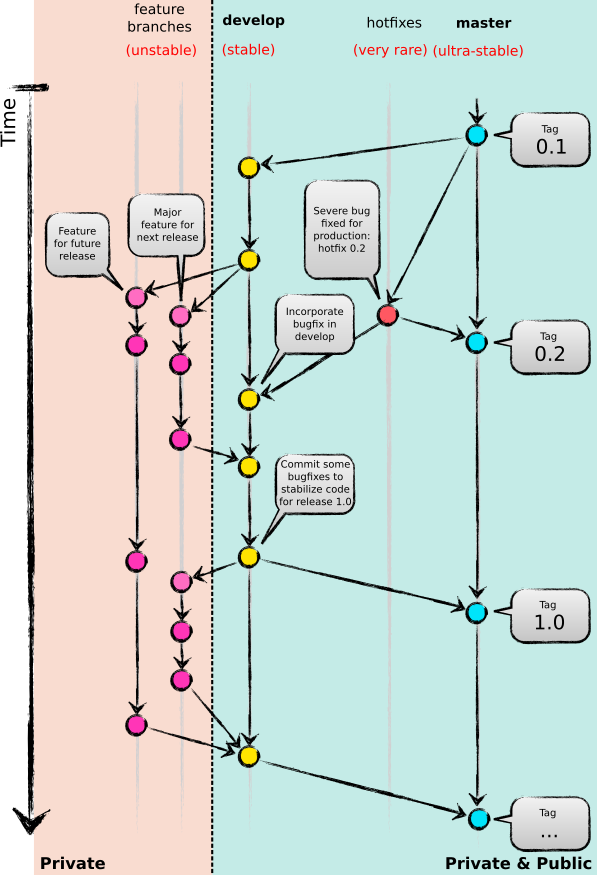 feature
branches
(unstable)
develop
(stable)
hotfixes
(very rare)
master
(ultra-stable)
Time
Tag
0.1
Major
feature for
next release
Feature
for future
release
Severe bug
fixed for
production:
hotfix 0.2
Incorporate
bugfix in
develop
Tag
0.2
Commit some
bugfixes to
stabilize code
for release 1.0
Tag
1.0
Tag
...
Private
Private & Public